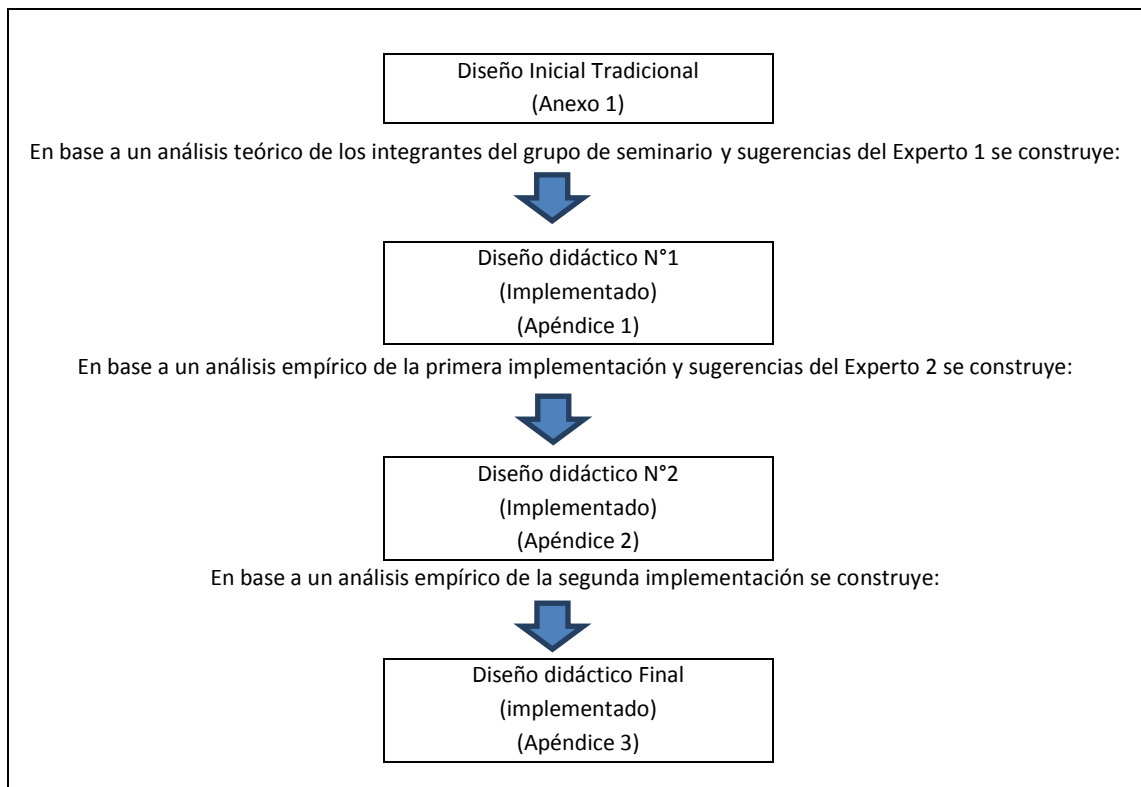 Diseño Inicial Tradicional
(Anexo 1)
En base a un análisis teórico de los integrantes del grupo de seminario y sugerencias del Experto 1 se construye:
Diseño didáctico N°1
(Implementado)
(Apéndice 1)
En base a un análisis empírico de la primera implementación y sugerencias del Experto 2 se construye:
Diseño didáctico N°2
(Implementado)
(Apéndice 2)
En base a un análisis empírico de la segunda implementación se construye:
Diseño didáctico Final
(implementado)
(Apéndice 3)